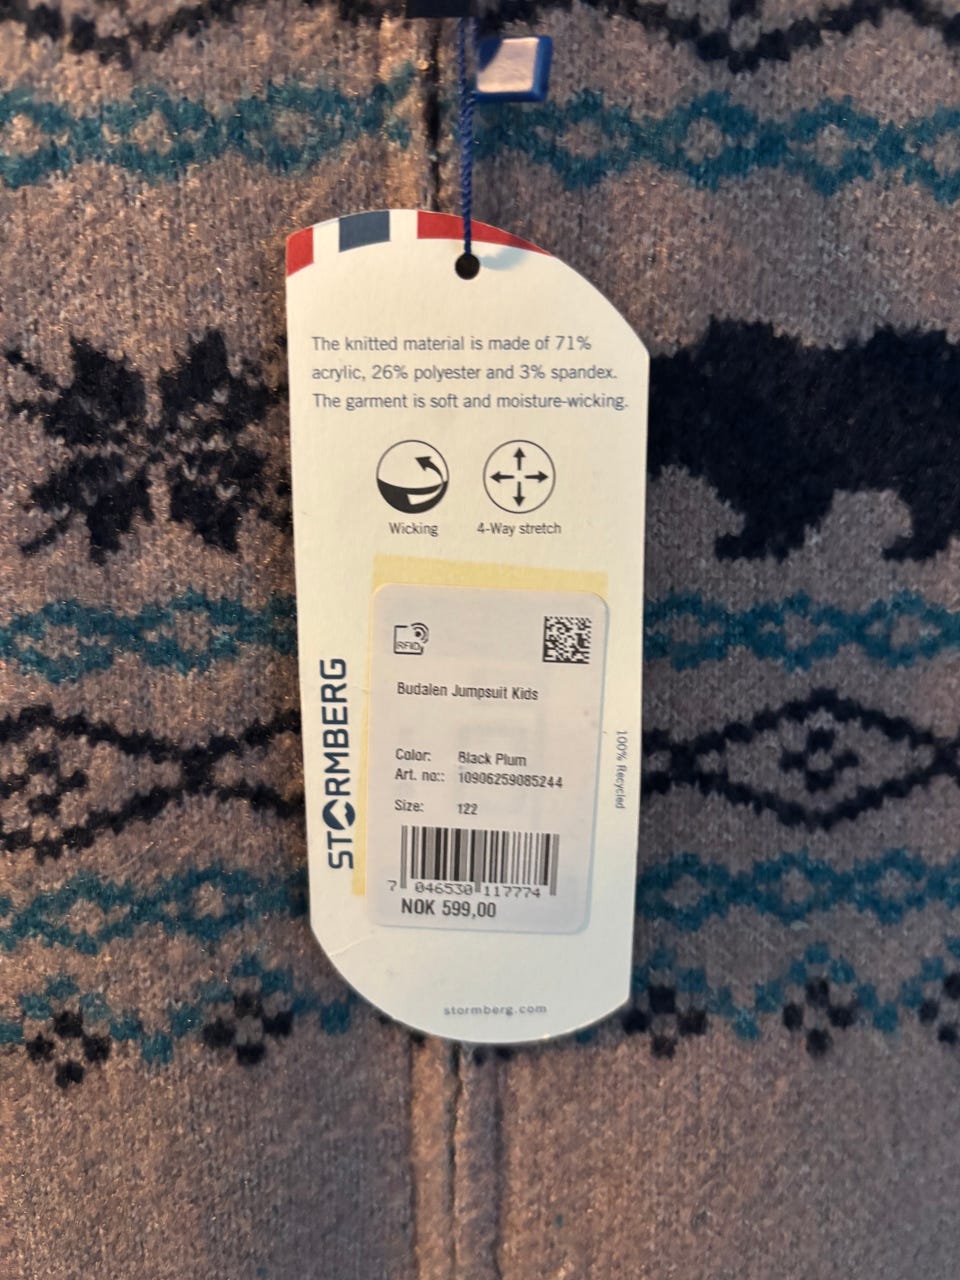 The knitted material is made of 71%
acrylic, 26% polyester and 3% spandex.
The garment is soft and moisture-wicking.
Wicking
4-Way stretch
RFID
Budalen Jumpsuit Kids
Color: Black Plum
Art. no:: 10906259085244
Size: 122
7 046530 117774
NOK 599,00
STORMBERG
100% Recycled
stormberg.com